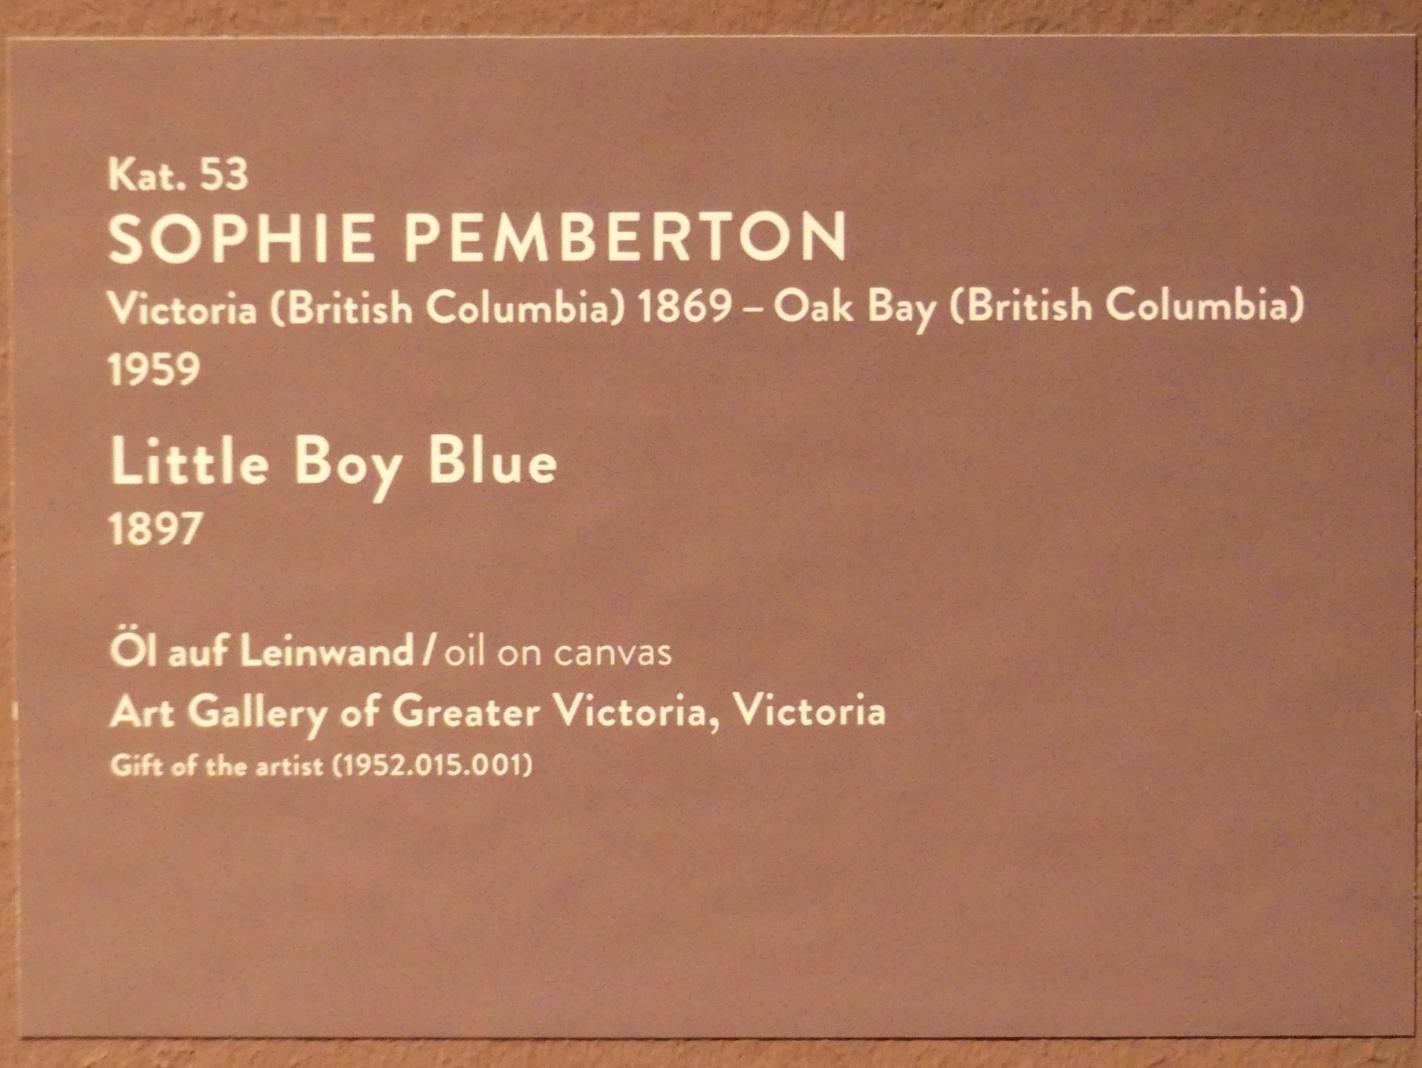 Kat. 53
SOPHIE PEMBERTON
Victoria (British Columbia) 1869 – Oak Bay (British Columbia)
1959
Little Boy Blue
1897
Öl auf Leinwand / oil on canvas
Art Gallery of Greater Victoria, Victoria
Gift of the artist (1952.015.001)